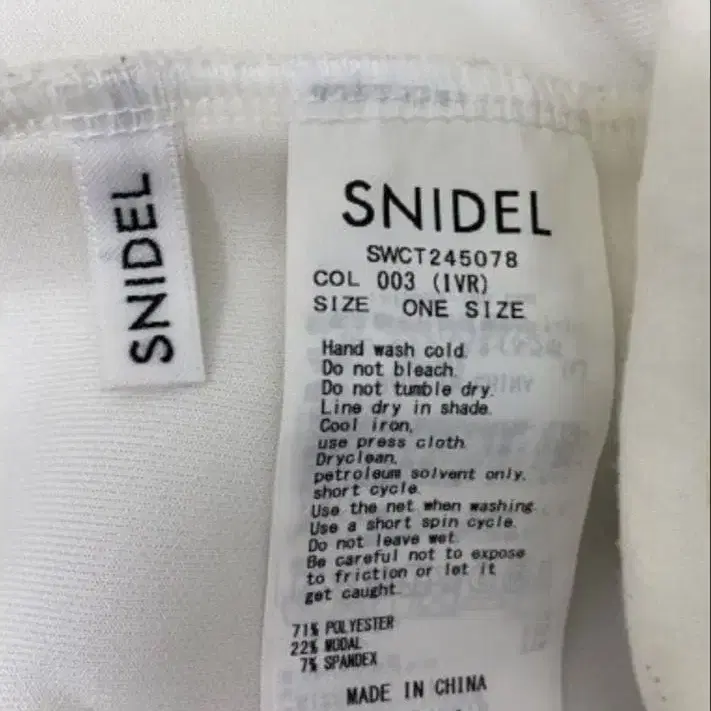 SNIDEL
SNIDEL
SWCT245078
COL 003 (IVR)
SIZE ONE SIZE
Hand wash cold.
Do not bleach.
Do not tumble dry.
Line dry in shade.
Cool iron,
use press cloth.
Dryclean,
petroleum solvent only,
short cycle.
Use the net when washing.
Use a short spin cycle.
Do not leave wet.
Be careful not to expose
to friction or let it
get caught.
71% POLYESTER
22% MODAL
7% SPANDEX
MADE IN CHINA